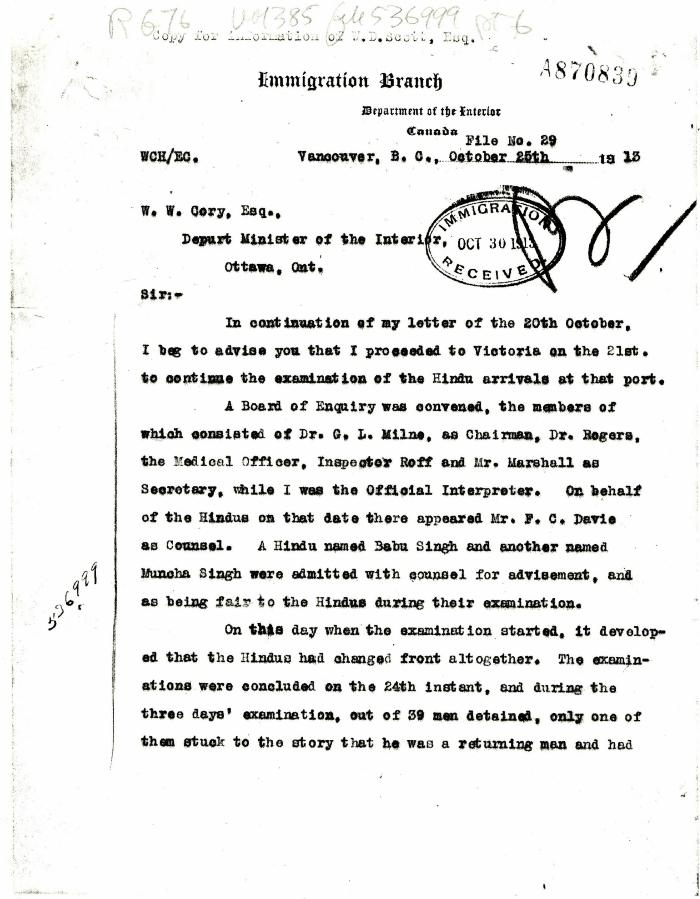 R G 76 Vol 385 file 536999 pt 6
Copy for information of W.D.Scott, Esq.
A870839
Immigration Branch
Department of the Interior
Canada
File No. 29
WCH/EC. Vancouver, B. C., October 25th 19 13
W. W. Cory, Esq.,
Deput Minister of the Interior,
Ottawa, Ont.
IMMIGRATION
OCT 30 1913
RECEIVED
Sir:-
In continuation of my letter of the 20th October,
I beg to advise you that I proceeded to Victoria on the 21st.
to continue the examination of the Hindu arrivals at that port.
A Board of Enquiry was convened, the members of
which consisted of Dr. G. L. Milne, as Chairman, Dr. Rogers,
the Medical Officer, Inspector Roff and Mr. Marshall as
Secretary, while I was the Official Interpreter. On behalf
of the Hindus on that date there appeared Mr. F. C. Davie
as Counsel. A Hindu named Babu Singh and another named
Muncha Singh were admitted with counsel for advisement, and
as being fair to the Hindus during their examination.
536999
On this day when the examination started, it develop-
ed that the Hindus had changed front altogether. The examin-
ations were concluded on the 24th instant, and during the
three days' examination, out of 39 men detained, only one of
them stuck to the story that he was a returning man and had